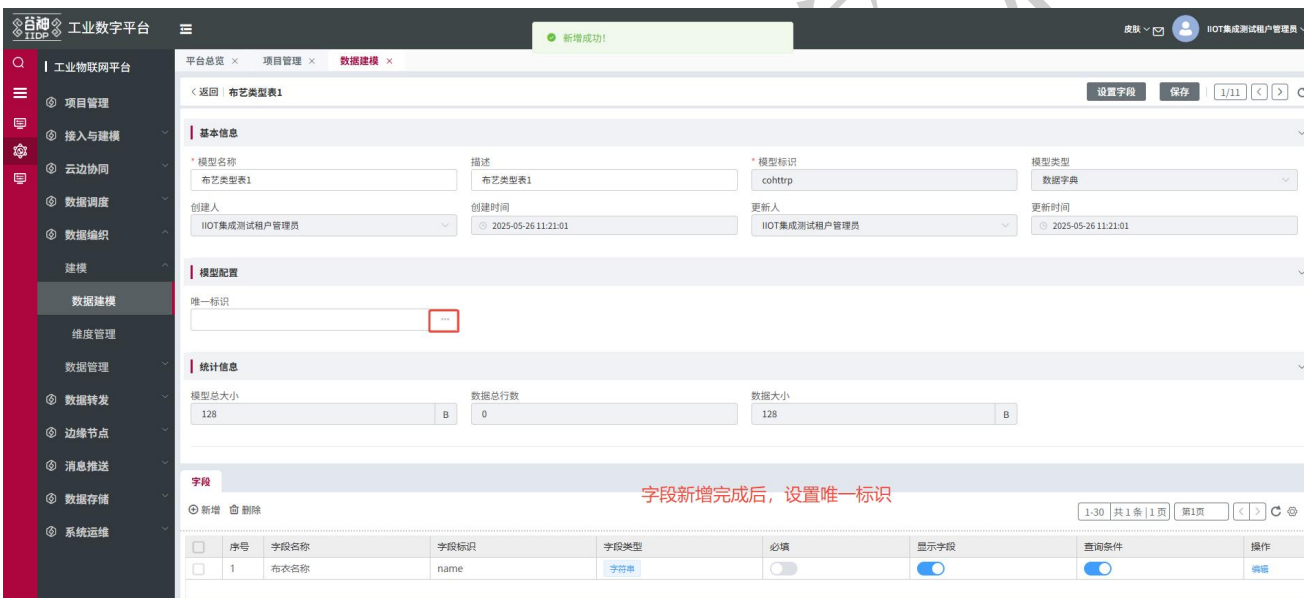 谷神 IIDP 工业数字平台
新增成功!
皮肤 IIOT集成测试租户管理员
工业物联网平台
项目管理
接入与建模
云边协同
数据调度
数据编织
建模
数据建模
维度管理
数据管理
数据转发
边缘节点
消息推送
数据存储
系统运维
平台总览 × 项目管理 × 数据建模 ×
< 返回 布艺类型表1 设置字段 保存 1/11 < >
基本信息
* 模型名称 描述 * 模型标识 模型类型
布艺类型表1 布艺类型表1 cohttrp 数据字典
创建人 创建时间 更新人 更新时间
IIOT集成测试租户管理员 2025-05-26 11:21:01 IIOT集成测试租户管理员 2025-05-26 11:21:01
模型配置
唯一标识
···
统计信息
模型总大小 数据总行数 数据大小
128 B 0 128 B
字段
字段新增完成后，设置唯一标识
新增 删除 1-30 共1条|1页 第1页 < >
序号 字段名称 字段标识 字段类型 必填 显示字段 查询条件 操作
1 布衣名称 name 字符串 编辑